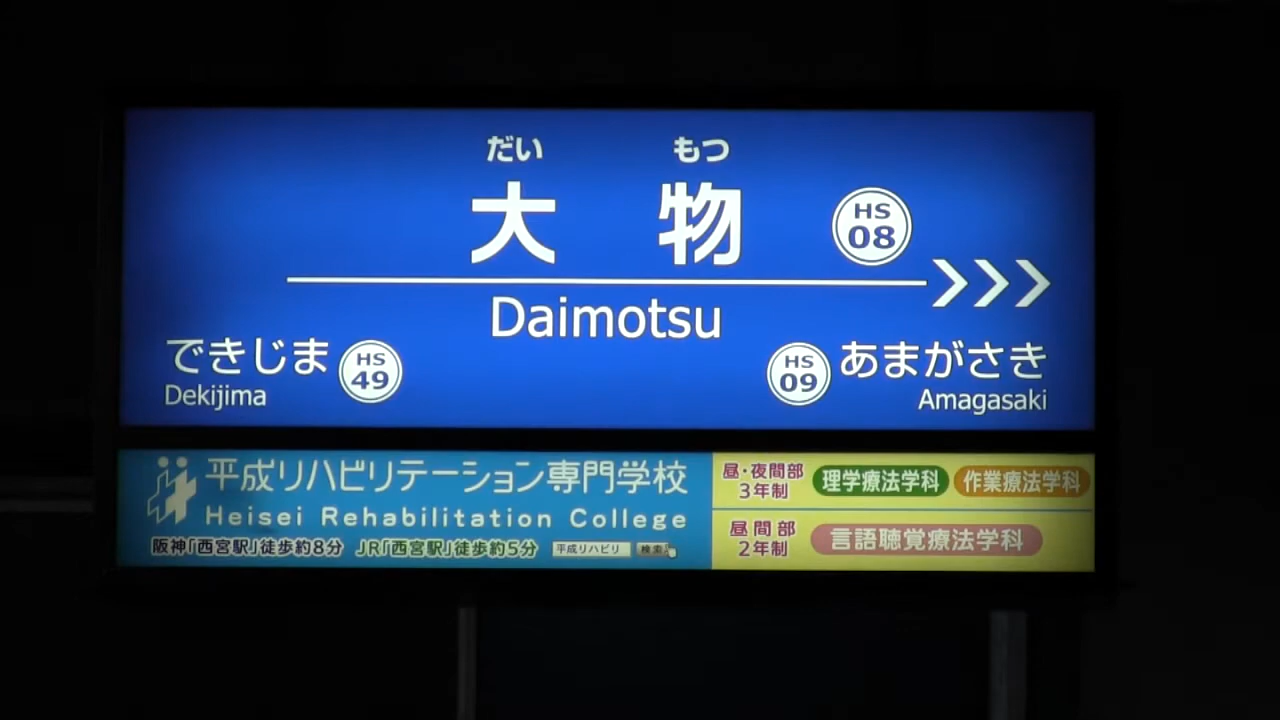 だい もつ
大 物 HS 08
Daimotsu
できじま HS 49 HS 09 あまがさき
Dekijima Amagasaki
平成リハビリテーション専門学校
Heisei Rehabilitation College
阪神「西宮駅」徒歩約8分 JR「西宮駅」徒歩約5分 平成リハビリ 検索
昼・夜間部 3年制 理学療法学科 作業療法学科
昼間部 2年制 言語聴覚療法学科